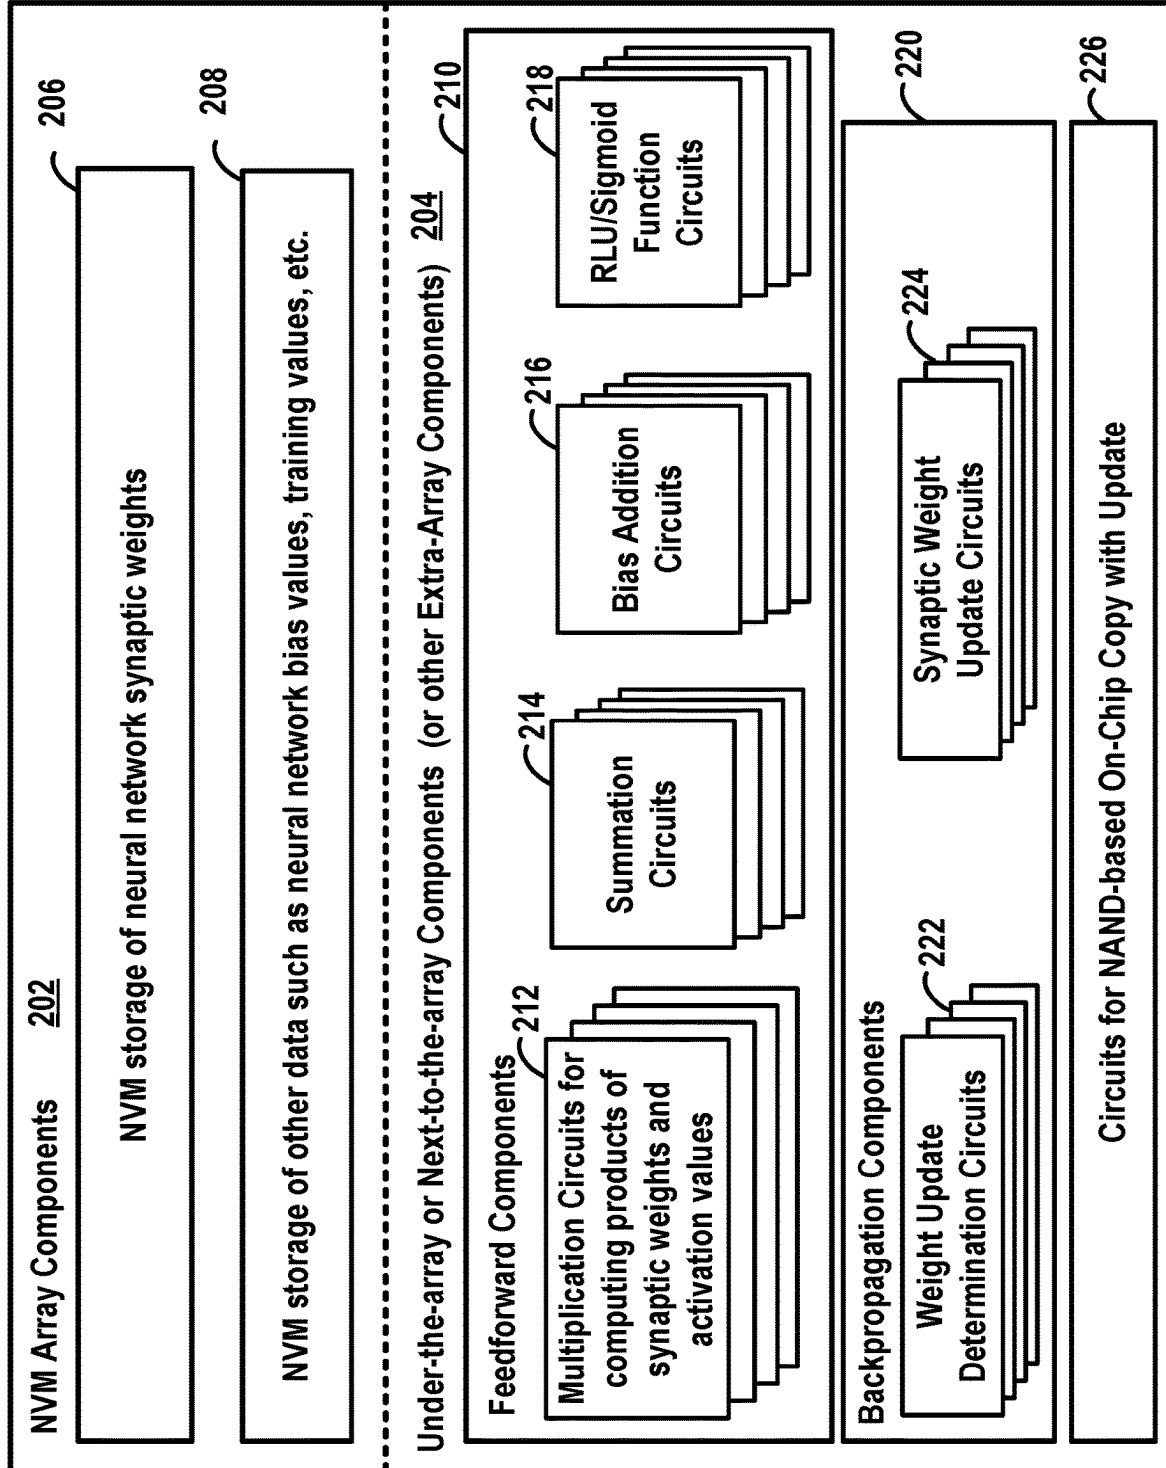 NVM Array Components 202
206
NVM storage of neural network synaptic weights
208
NVM storage of other data such as neural network bias values, training values, etc.
Under-the-array or Next-to-the-array Components (or other Extra-Array Components) 204
210
Feedforward Components
212
Multiplication Circuits for
computing products of
synaptic weights and
activation values
214
Summation
Circuits
216
Bias Addition
Circuits
218
RLU/Sigmoid
Function
Circuits
220
Backpropagation Components
222
Weight Update
Determination Circuits
224
Synaptic Weight
Update Circuits
226
Circuits for NAND-based On-Chip Copy with Update